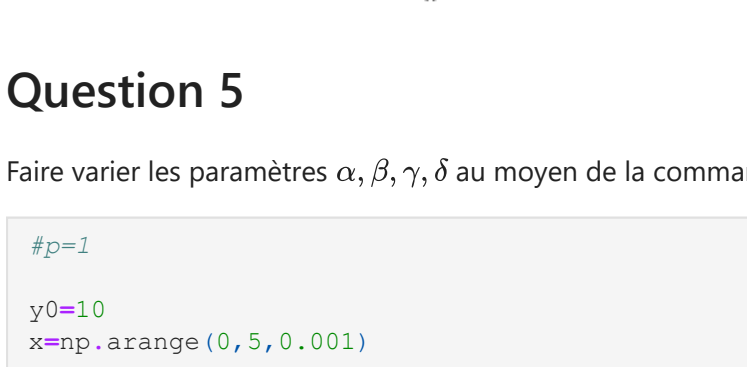 Question 5
Faire varier les paramètres α, β, γ, δ au moyen de la
#p=1
y0=10
x=np.arange(0,5,0.001)